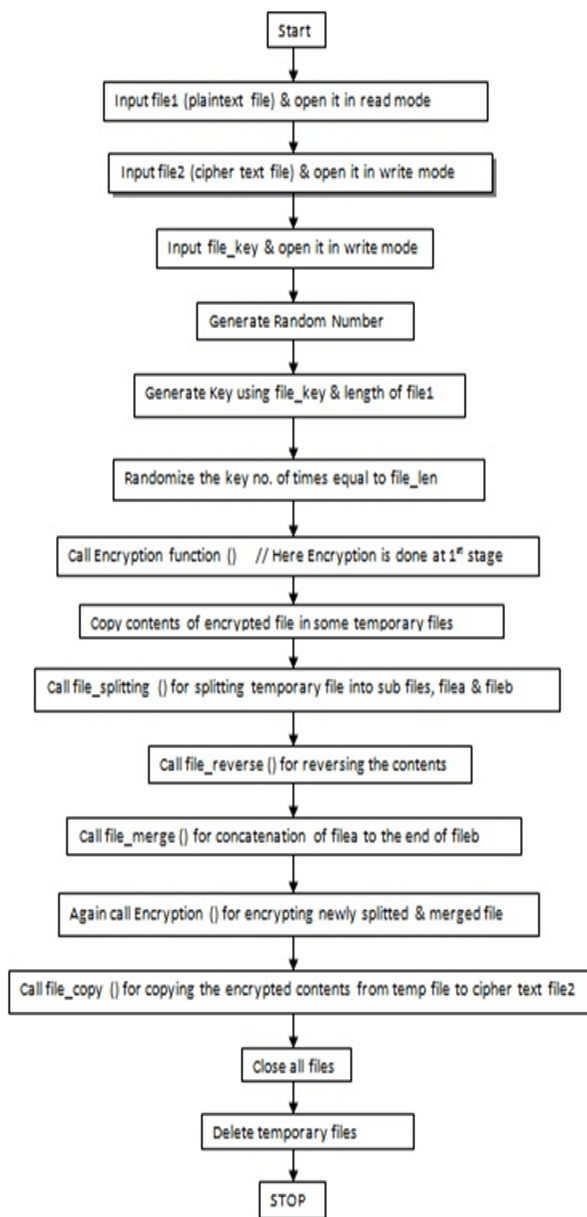 Start
Input file1 (plaintext file) & open it in read mode
Input file2 (cipher text file) & open it in write mode
Input file_key & open it in write mode
Generate Random Number
Generate Key using file_key & length of file1
Randomize the key no. of times equal to file_len
Call Encryption function () // Here Encryption is done at 1st stage
Copy contents of encrypted file in some temporary files
Call file_splitting () for splitting temporary file into sub files, filea & fileb
Call file_reverse () for reversing the contents
Call file_merge () for concatenation of filea to the end of fileb
Again call Encryption () for encrypting newly splitted & merged file
Call file_copy () for copying the encrypted contents from temp file to cipher text file2
Close all files
Delete temporary files
STOP